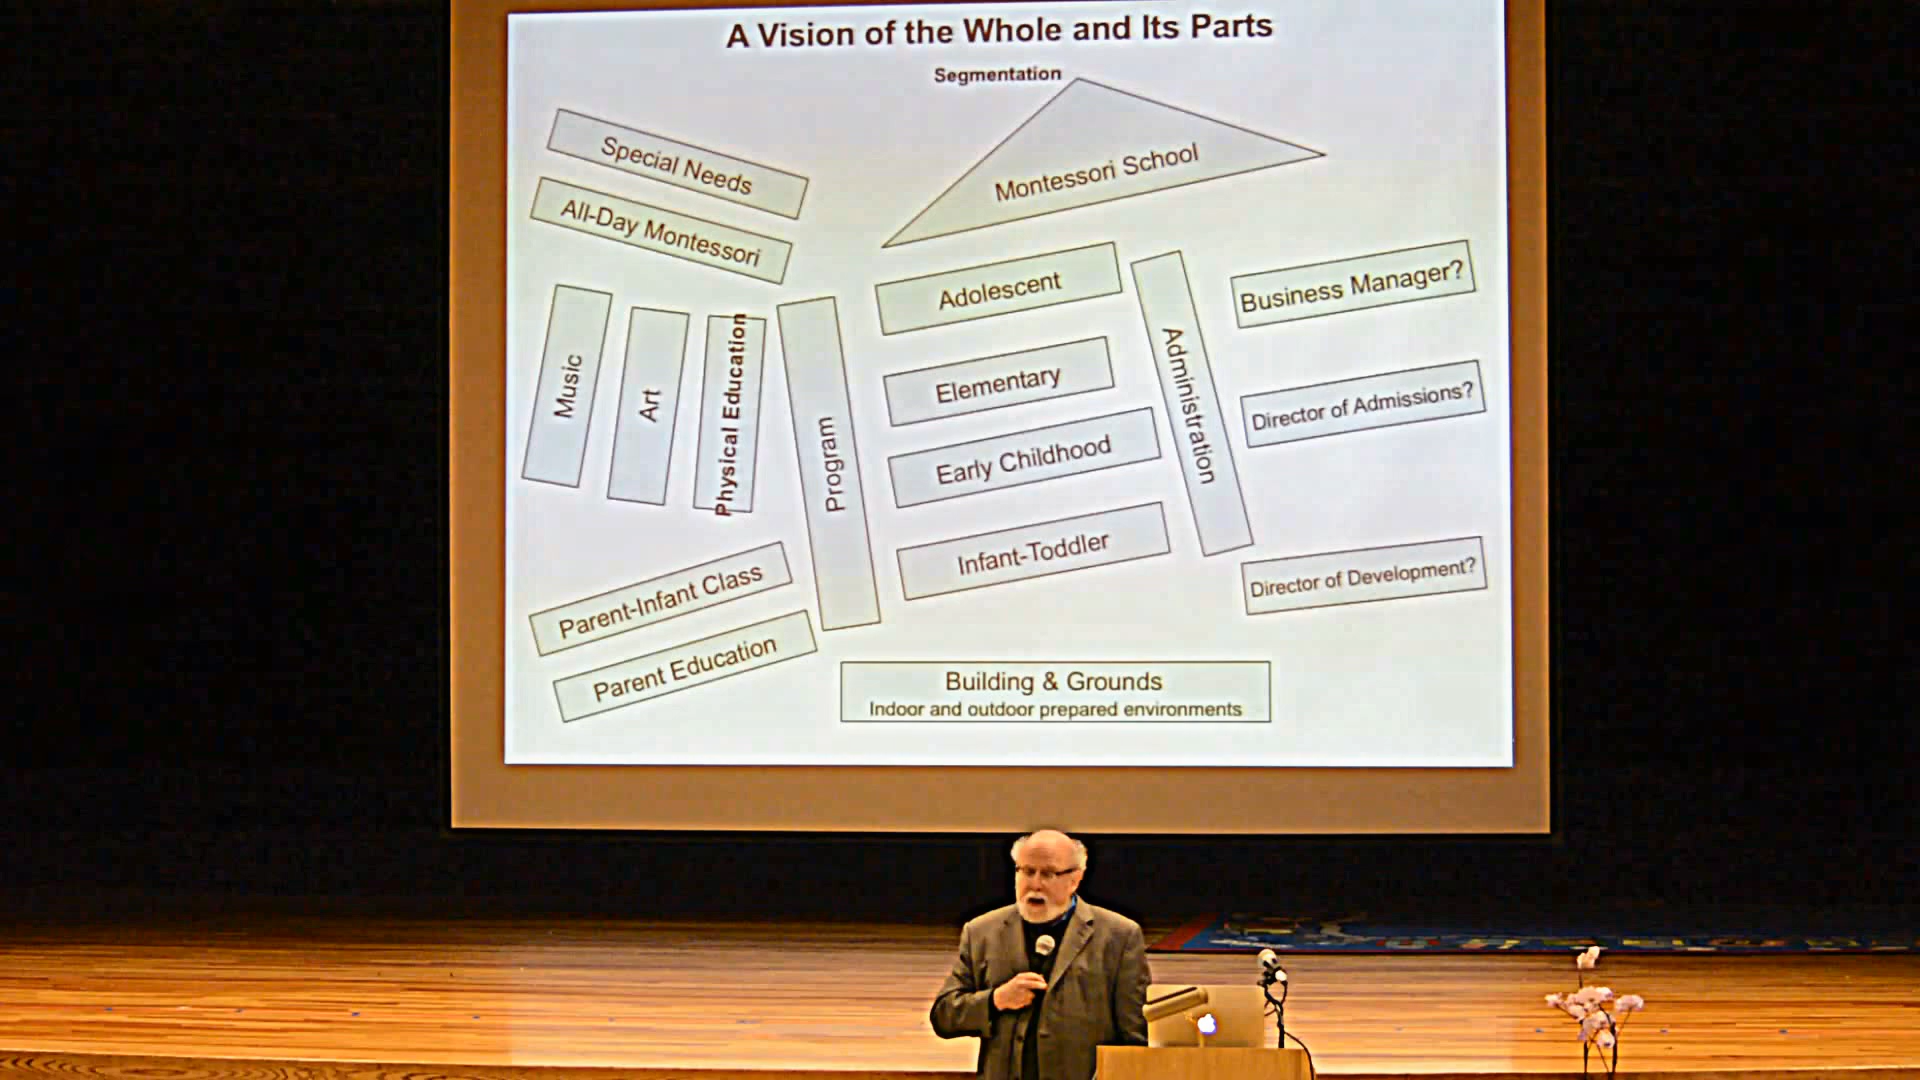 A Vision of the Whole and Its Parts
Segmentation
Special Needs
All-Day Montessori
Music
Art
Physical Education
Program
Parent-Infant Class
Parent Education
Montessori School
Adolescent
Elementary
Early Childhood
Infant-Toddler
Administration
Business Manager?
Director of Admissions?
Director of Development?
Building & Grounds
Indoor and outdoor prepared environments